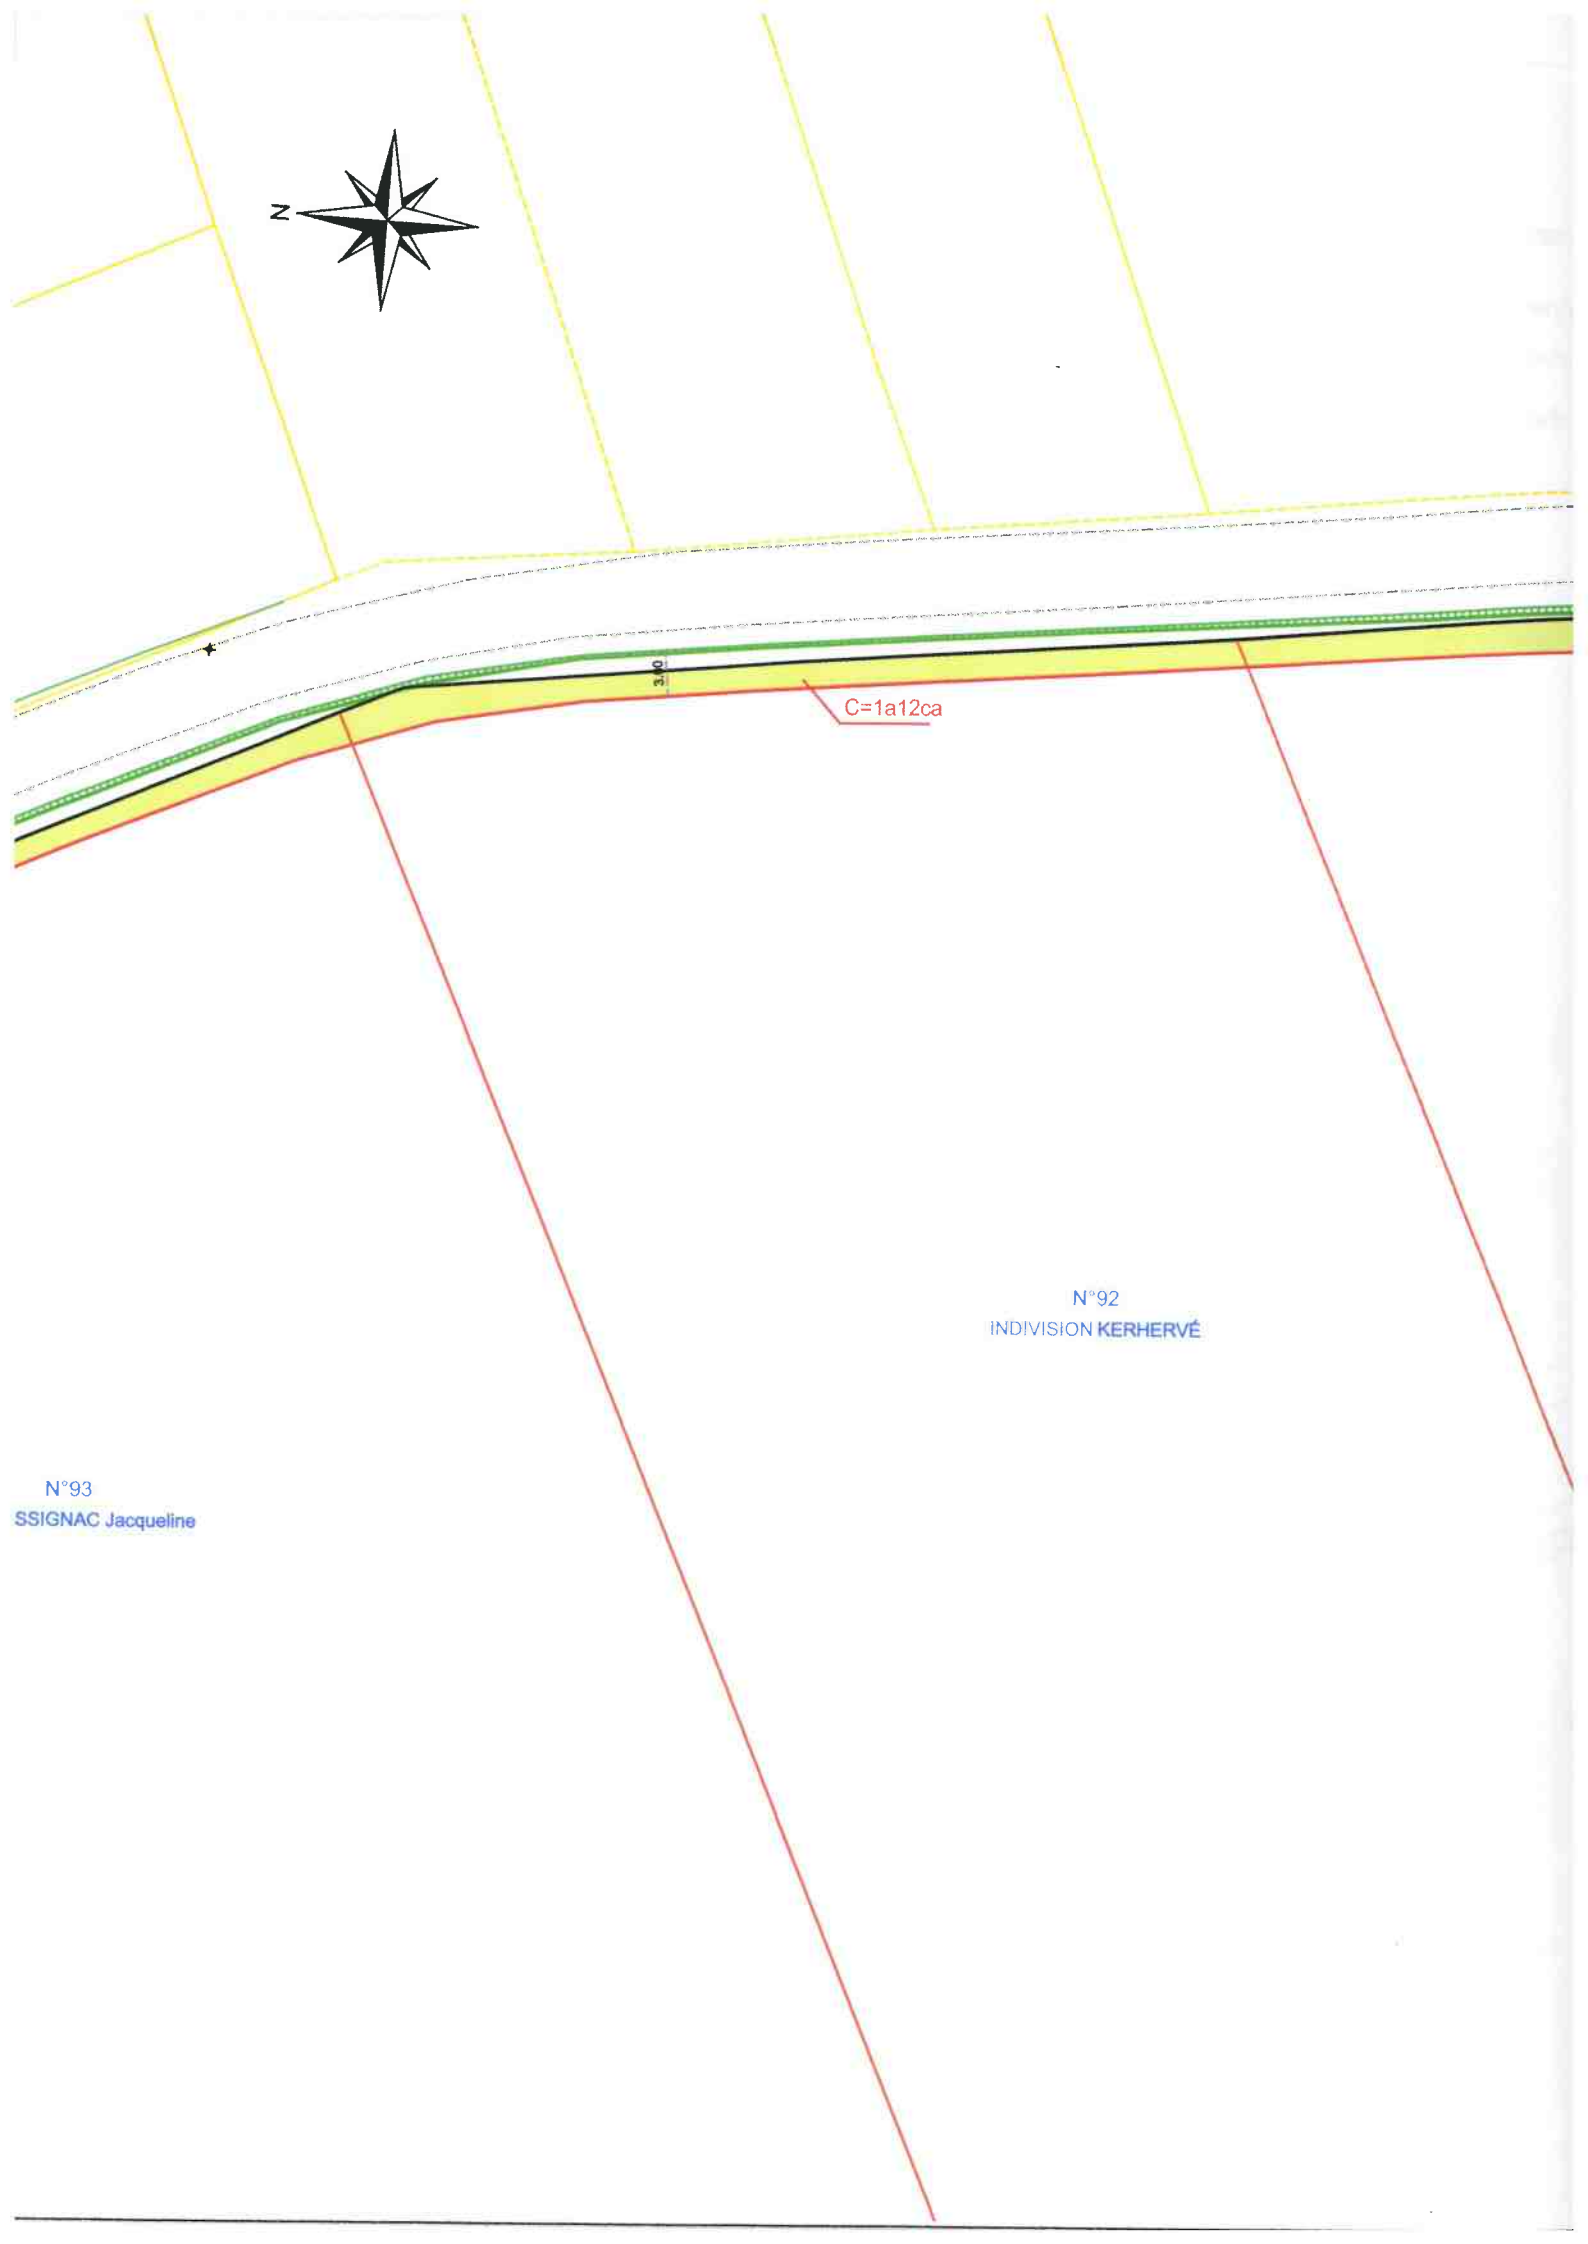 N
3.00
C=1a12ca
N°92
INDIVISION KERHERVÉ
N°93
SSIGNAC Jacqueline